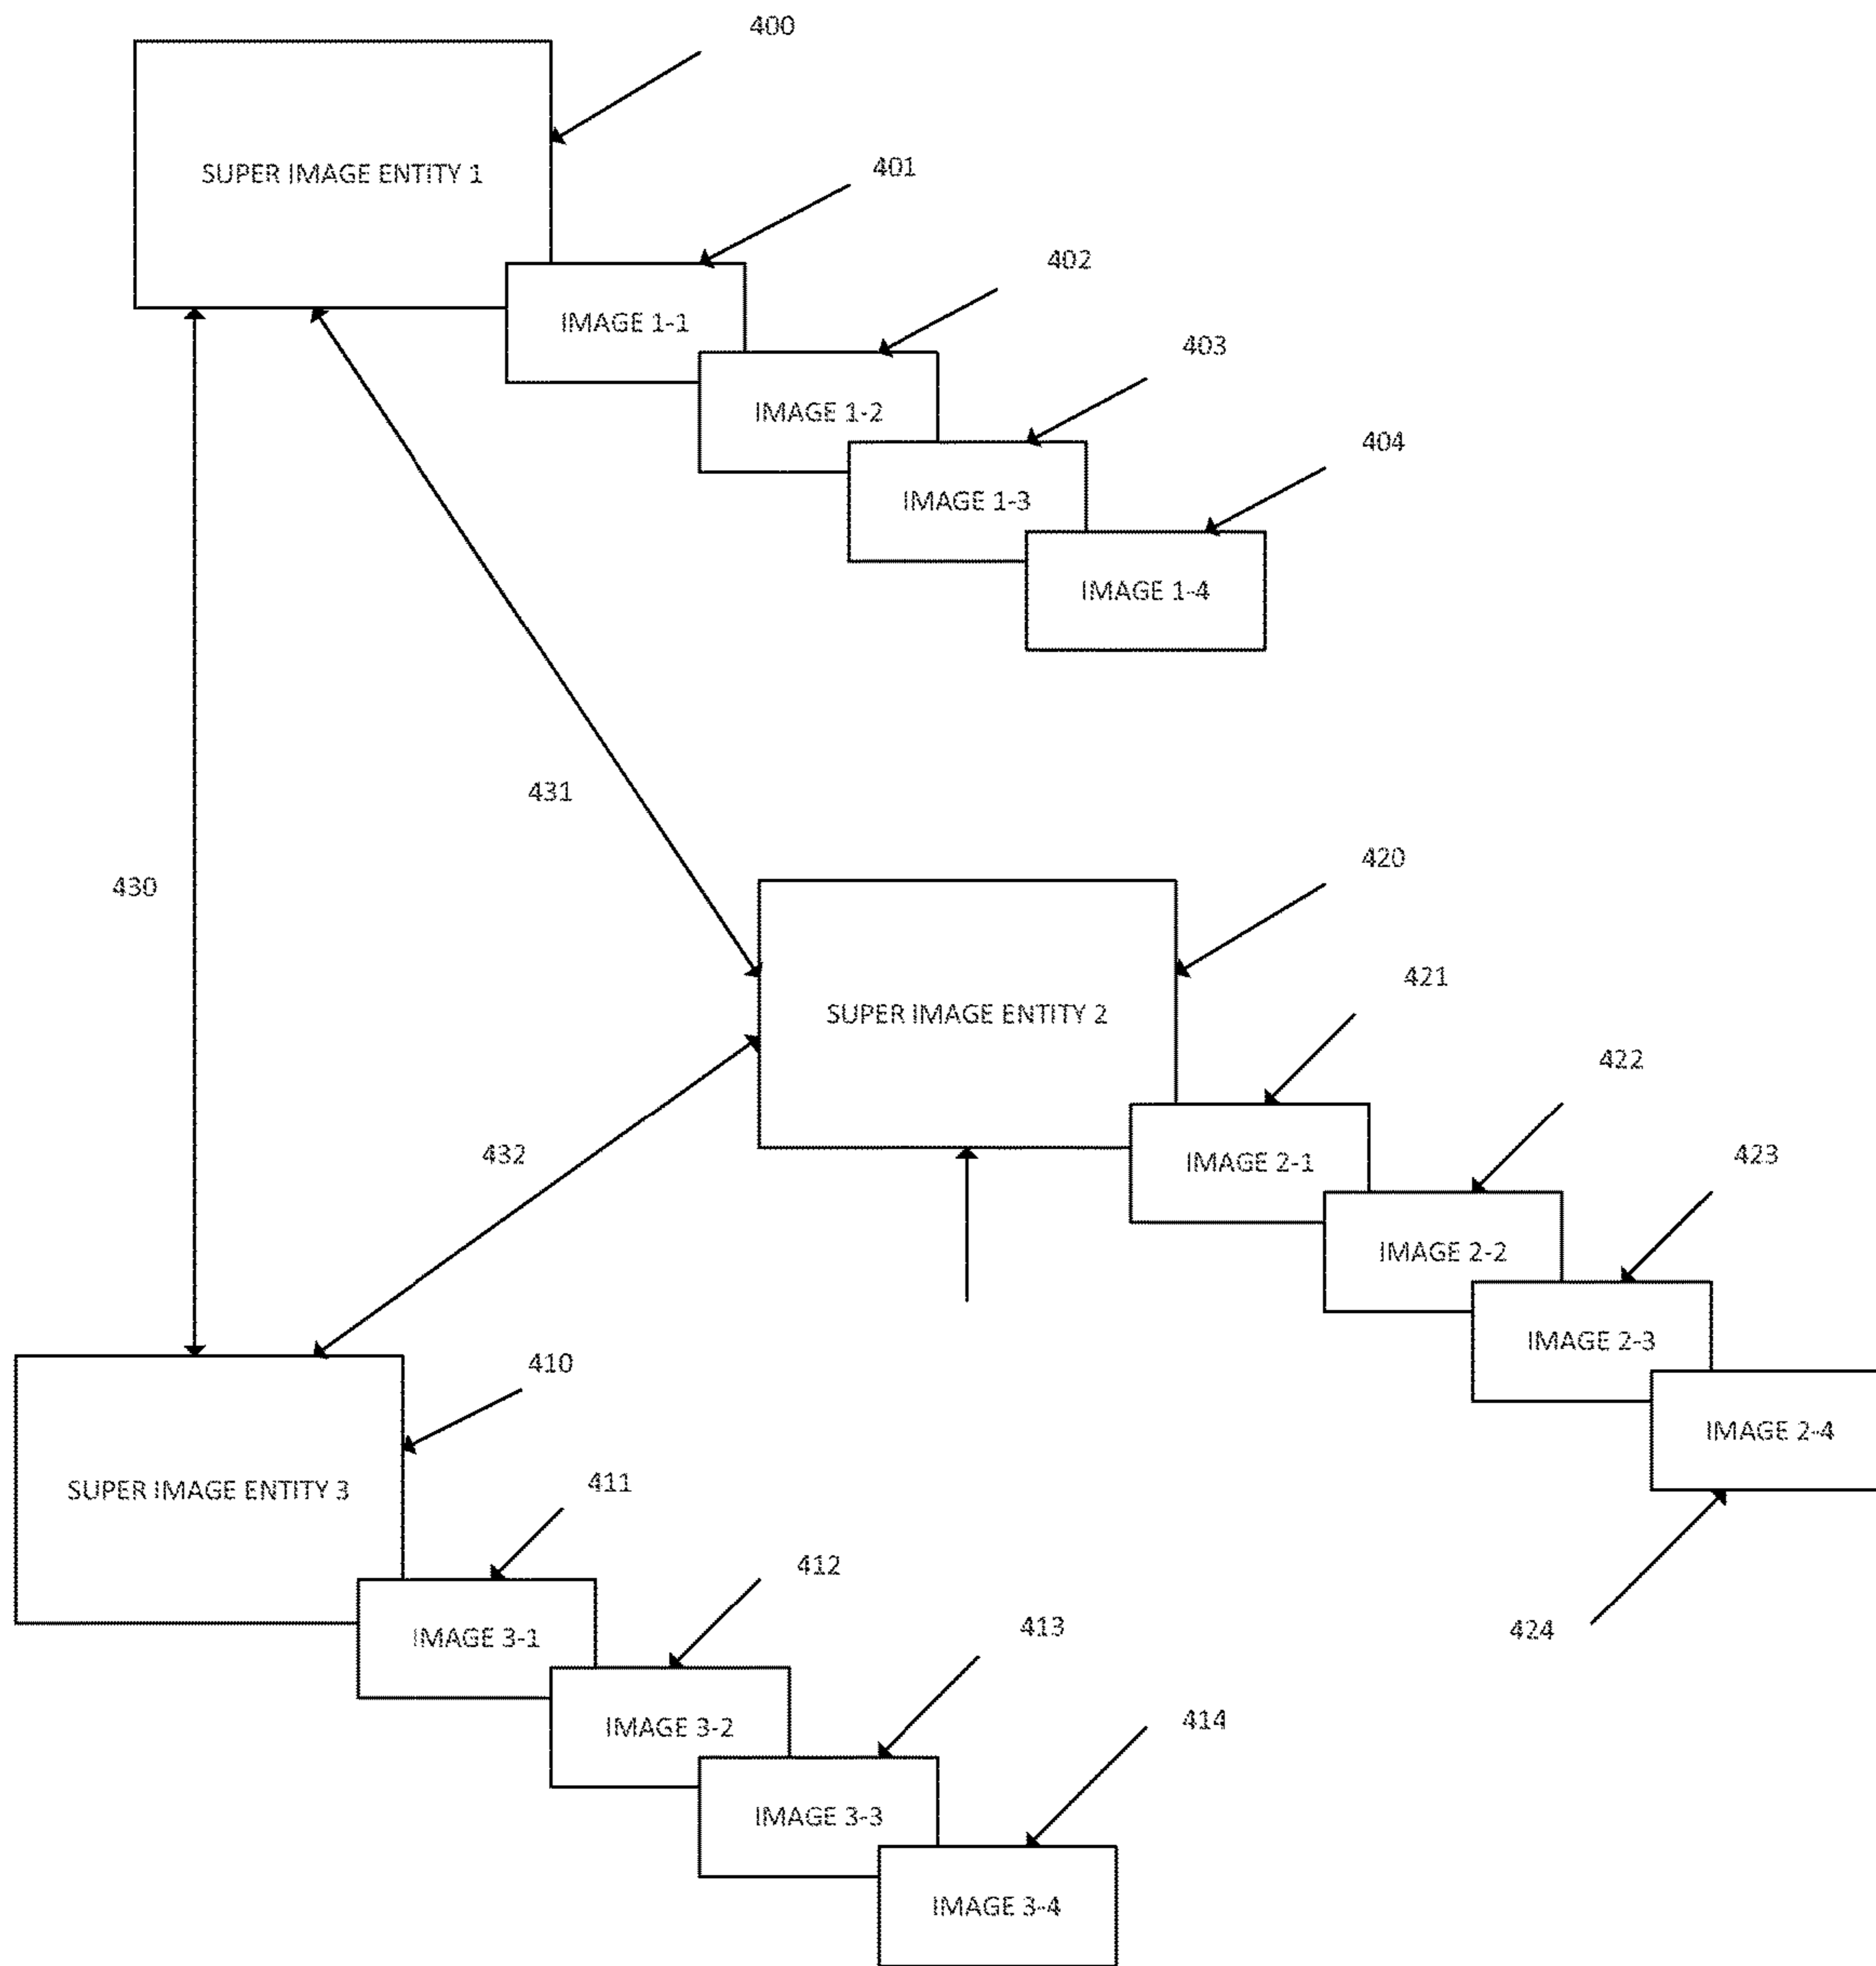 400
SUPER IMAGE ENTITY 1
401
402
IMAGE 1-1
403
IMAGE 1-2
404
IMAGE 1-3
IMAGE 1-4
431
430
420
421
SUPER IMAGE ENTITY 2
422
432
423
IMAGE 2-1
IMAGE 2-2
IMAGE 2-3
410
IMAGE 2-4
411
SUPER IMAGE ENTITY 3
412
413
424
IMAGE 3-1
414
IMAGE 3-2
IMAGE 3-3
IMAGE 3-4